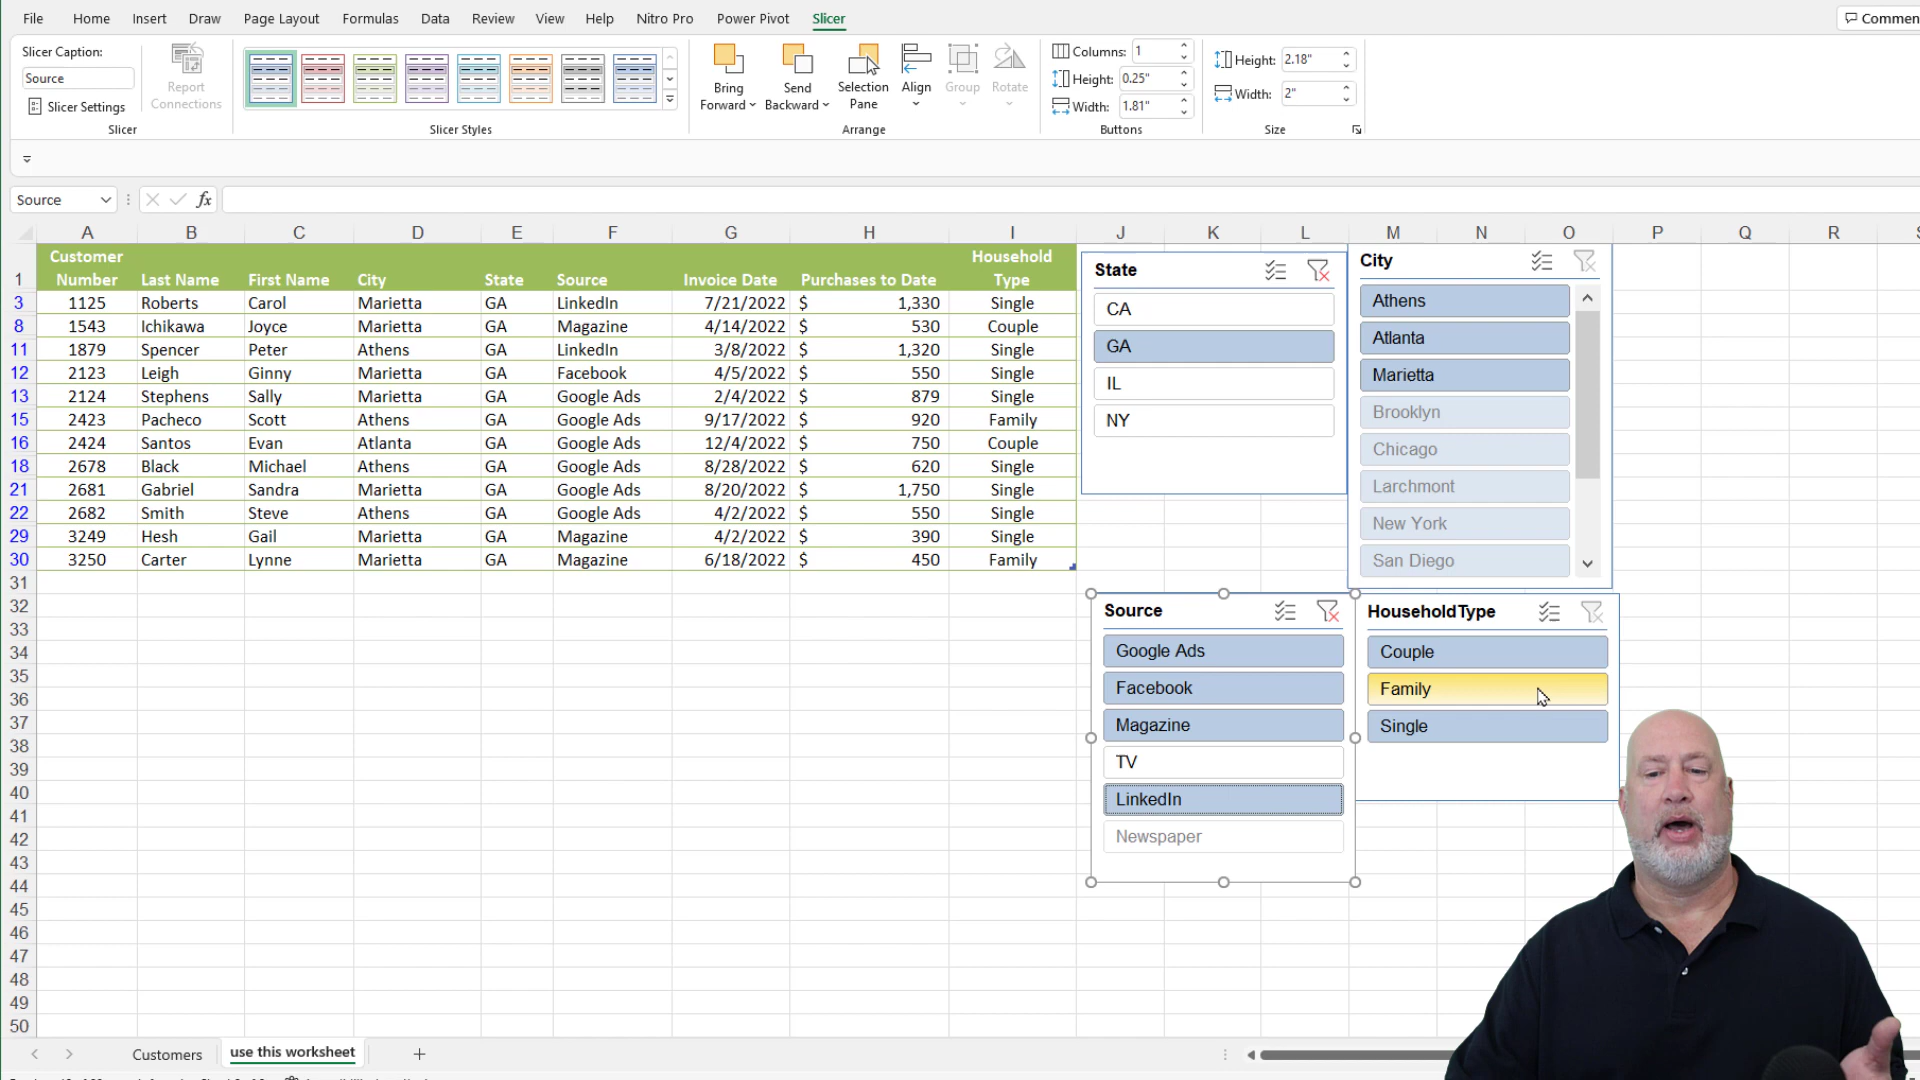 File Home Insert Draw Page Layout Formulas Data Review View Help Nitro Pro Power Pivot Slicer Commen
Slicer Caption:
Source
Slicer Settings
Report Connections
Slicer
Slicer Styles
Bring Forward
Send Backward
Selection Pane
Align
Group
Rotate
Arrange
Columns: 1
Height: 0.25"
Width: 1.81"
Buttons
Height: 2.18"
Width: 2"
Size
Source fx
A B C D E F G H I J K L M N O P Q R
1 Customer Number Last Name First Name City State Source Invoice Date Purchases to Date Household Type
3 1125 Roberts Carol Marietta GA LinkedIn 7/21/2022 $ 1,330 Single
8 1543 Ichikawa Joyce Marietta GA Magazine 4/14/2022 $ 530 Couple
11 1879 Spencer Peter Athens GA LinkedIn 3/8/2022 $ 1,320 Single
12 2123 Leigh Ginny Marietta GA Facebook 4/5/2022 $ 550 Single
13 2124 Stephens Sally Marietta GA Google Ads 2/4/2022 $ 879 Single
15 2423 Pacheco Scott Athens GA Google Ads 9/17/2022 $ 920 Family
16 2424 Santos Evan Atlanta GA Google Ads 12/4/2022 $ 750 Couple
18 2678 Black Michael Athens GA Google Ads 8/28/2022 $ 620 Single
21 2681 Gabriel Sandra Marietta GA Google Ads 8/20/2022 $ 1,750 Single
22 2682 Smith Steve Athens GA Google Ads 4/2/2022 $ 550 Single
29 3249 Hesh Gail Marietta GA Magazine 4/2/2022 $ 390 Single
30 3250 Carter Lynne Marietta GA Magazine 6/18/2022 $ 450 Family
31
32
33
34
35
36
37
38
39
40
41
42
43
44
45
46
47
48
49
50
State
CA
GA
IL
NY
City
Athens
Atlanta
Marietta
Brooklyn
Chicago
Larchmont
New York
San Diego
Source
Google Ads
Facebook
Magazine
TV
LinkedIn
Newspaper
HouseholdType
Couple
Family
Single
Customers use this worksheet